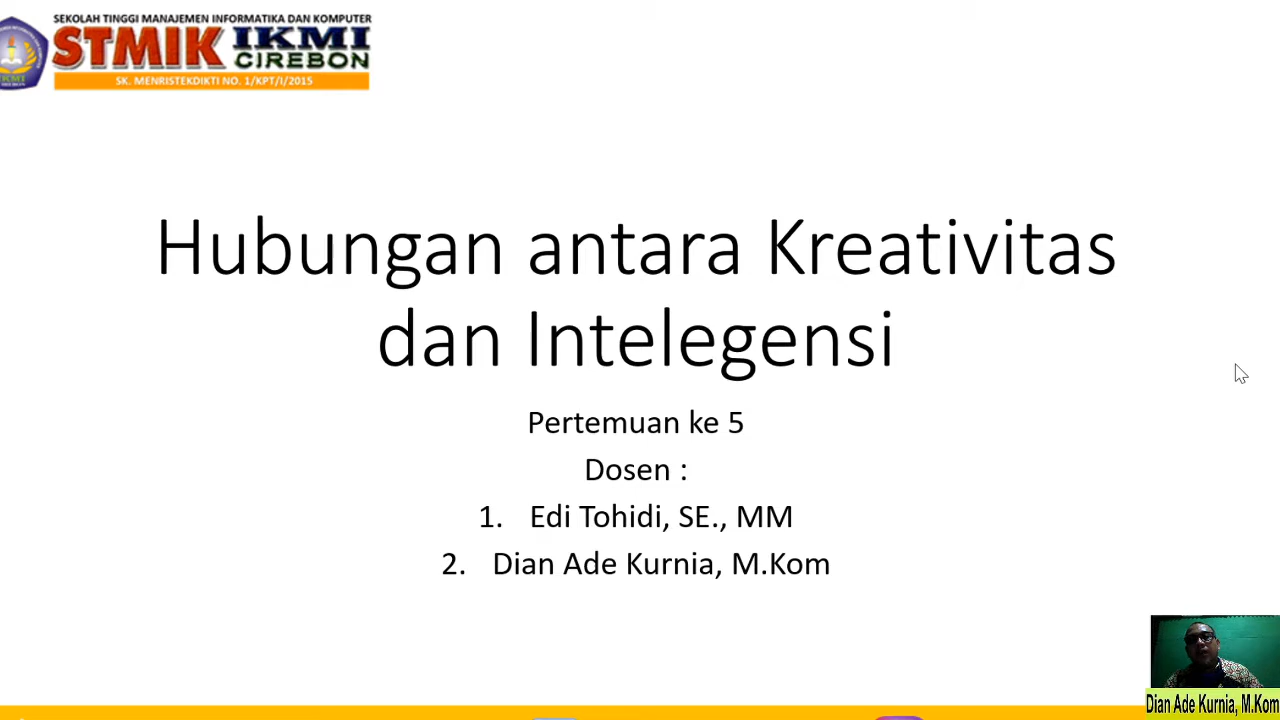 SEKOLAH TINGGI MANAJEMEN INFORMATIKA DAN KOMPUTER
STMIK IKMI
CIREBON
SK. MENRISTEKDIKTI NO. 1/KPT/I/2015
IKMI
Hubungan antara Kreativitas
dan Intelegensi
Pertemuan ke 5
Dosen :
1. Edi Tohidi, SE., MM
2. Dian Ade Kurnia, M.Kom
Dian Ade Kurnia, M.Kom